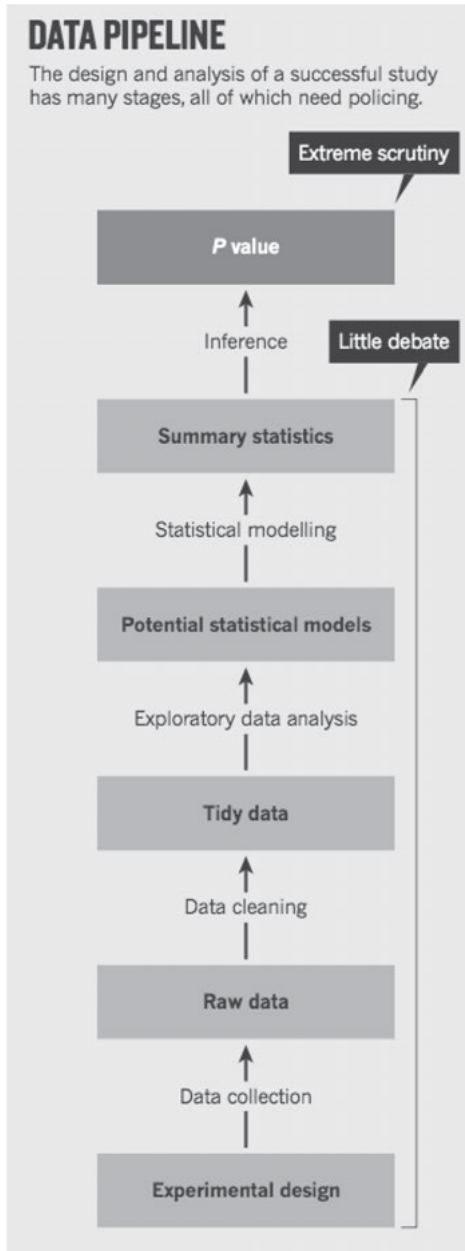 DATA PIPELINE
The design and analysis of a successful study
has many stages, all of which need policing.
Extreme scrutiny
P value
Inference
Little debate
Summary statistics
Statistical modelling
Potential statistical models
Exploratory data analysis
Tidy data
Data cleaning
Raw data
Data collection
Experimental design